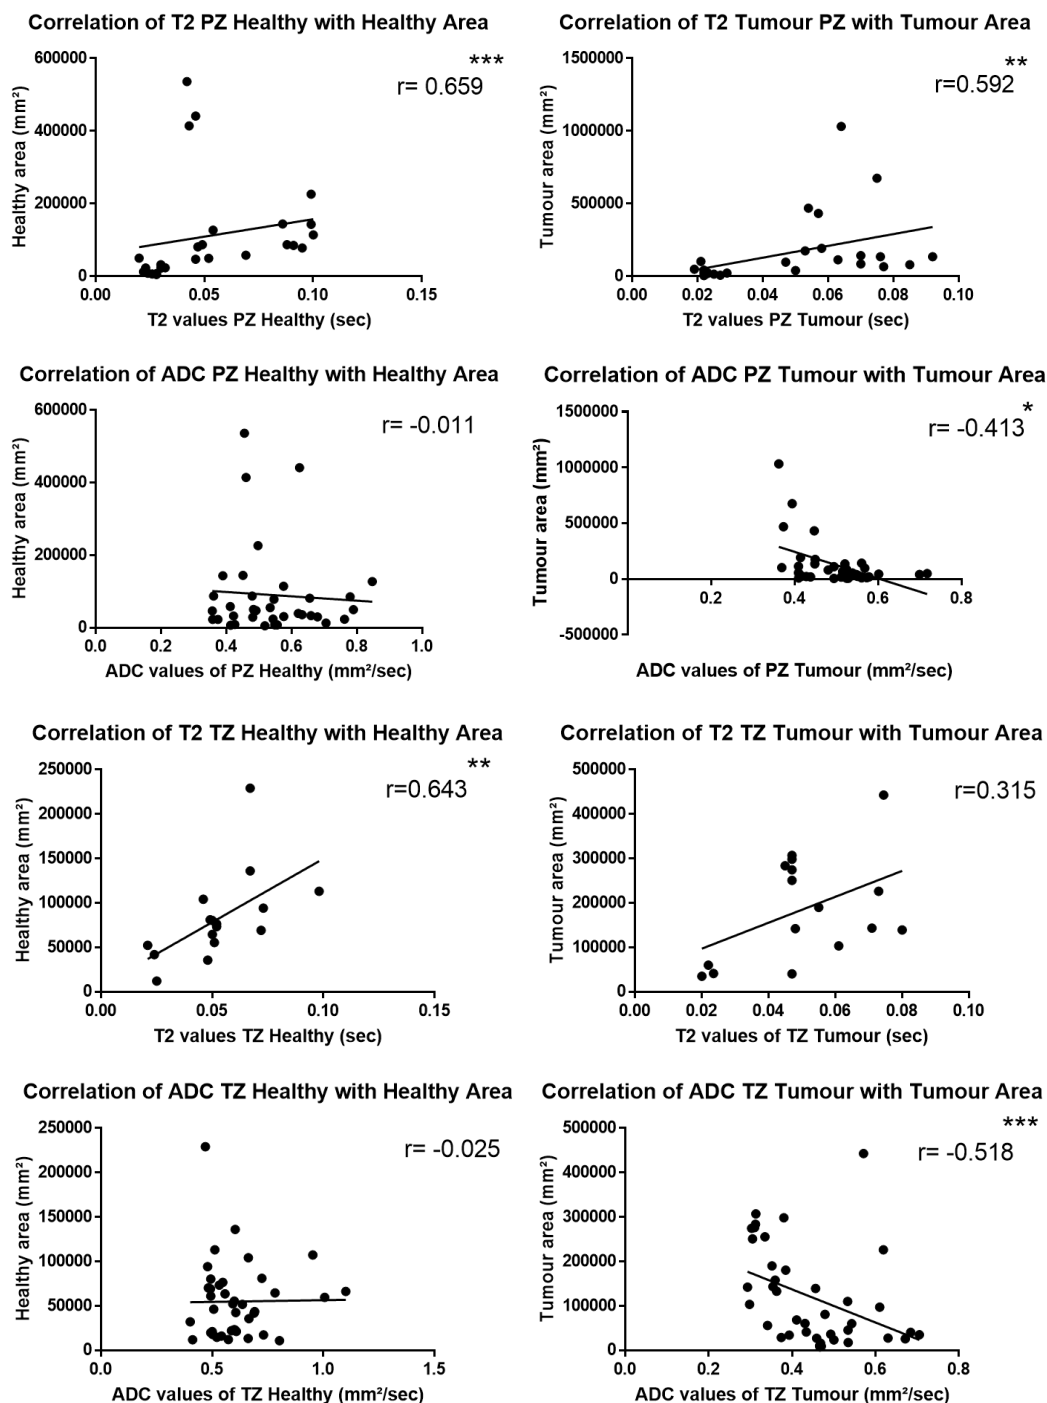 Correlation of T2 PZ Healthy with Healthy Area
***
r= 0.659
600000
400000
200000
0
0.00 0.05 0.10 0.15
Healthy area (mm²)
T2 values PZ Healthy (sec)
Correlation of T2 Tumour PZ with Tumour Area
**
r=0.592
1500000
1000000
500000
0
0.00 0.02 0.04 0.06 0.08 0.10
Tumour area (mm²)
T2 values PZ Tumour (sec)
Correlation of ADC PZ Healthy with Healthy Area
r= -0.011
600000
400000
200000
0
0.0 0.2 0.4 0.6 0.8 1.0
Healthy area (mm²)
ADC values of PZ Healthy (mm²/sec)
Correlation of ADC PZ Tumour with Tumour Area
*
r= -0.413
1500000
1000000
500000
0
-500000
0.2 0.4 0.6 0.8
Tumour area (mm²)
ADC values of PZ Tumour (mm²/sec)
Correlation of T2 TZ Healthy with Healthy Area
**
r=0.643
250000
200000
150000
100000
50000
0
0.00 0.05 0.10 0.15
Healthy area (mm²)
T2 values TZ Healthy (sec)
Correlation of T2 TZ Tumour with Tumour Area
r=0.315
500000
400000
300000
200000
100000
0
0.00 0.02 0.04 0.06 0.08 0.10
Tumour area (mm²)
T2 values of TZ Tumour (sec)
Correlation of ADC TZ Healthy with Healthy Area
r= -0.025
250000
200000
150000
100000
50000
0
0.0 0.5 1.0 1.5
Healthy area (mm²)
ADC values of TZ Healthy (mm²/sec)
Correlation of ADC TZ Tumour with Tumour Area
***
r= -0.518
500000
400000
300000
200000
100000
0
0.0 0.2 0.4 0.6 0.8
Tumour area (mm²)
ADC values of TZ Tumour (mm²/sec)